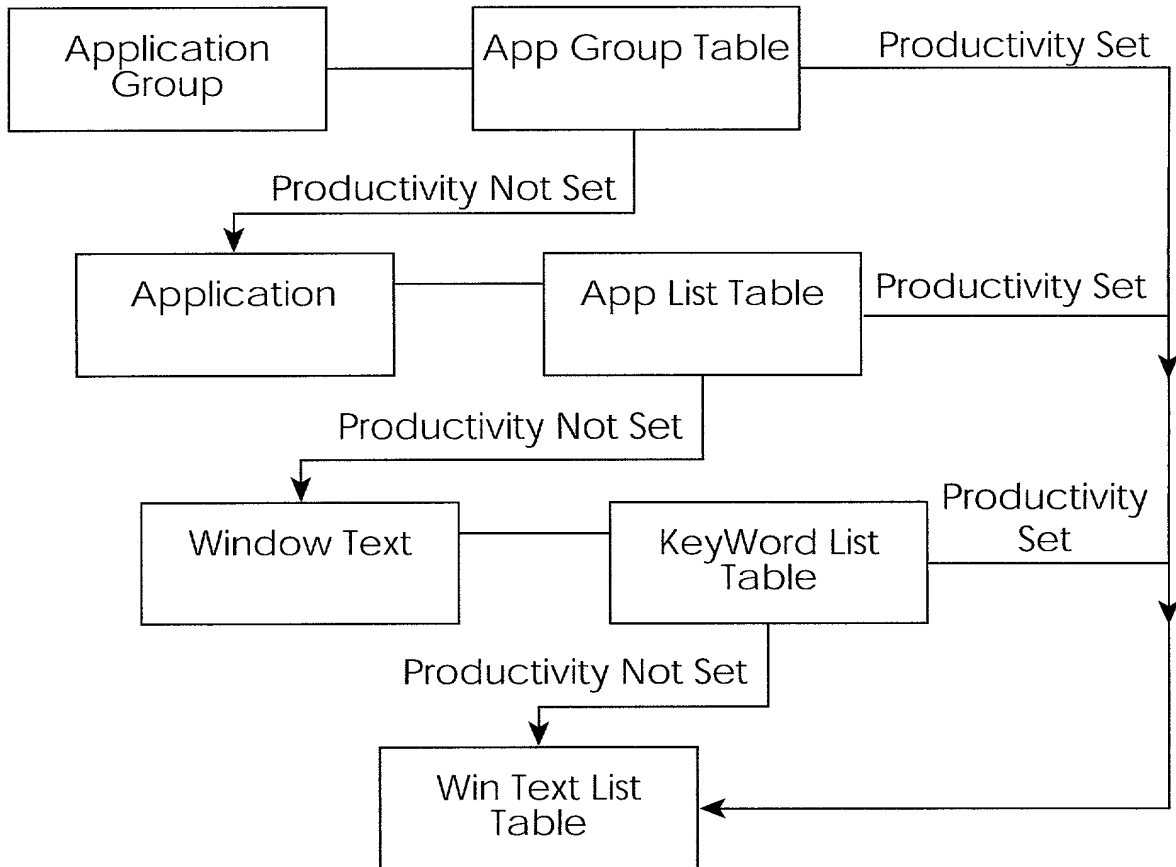 Application
Group
App Group Table
Productivity Set
Productivity Not Set
Application
App List Table
Productivity Set
Productivity Not Set
Window Text
KeyWord List
Table
Productivity
Set
Productivity Not Set
Win Text List
Table